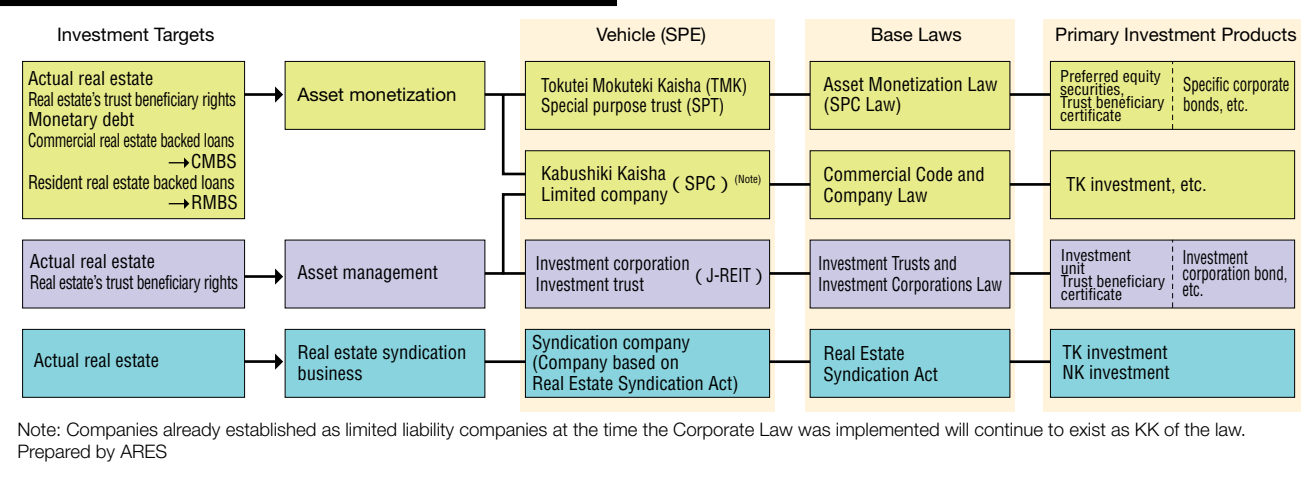 Investment Targets
Vehicle (SPE)
Base Laws
Primary Investment Products
Actual real estate
Real estate's trust beneficiary rights
Monetary debt
Commercial real estate backed loans
→CMBS
Resident real estate backed loans
→RMBS
Asset monetization
Tokutei Mokuteki Kaisha (TMK)
Special purpose trust (SPT)
Asset Monetization Law
(SPC Law)
Preferred equity
securities,
Trust beneficiary
certificate
Specific corporate
bonds, etc.
Kabushiki Kaisha
Limited company
( SPC ) (Note)
Commercial Code and
Company Law
TK investment, etc.
Actual real estate
Real estate's trust beneficiary rights
Asset management
Investment corporation
Investment trust
( J-REIT )
Investment Trusts and
Investment Corporations Law
Investment
unit
Trust beneficiary
certificate
Investment
corporation bond,
etc.
Actual real estate
Real estate syndication
business
Syndication company
(Company based on
Real Estate Syndication Act)
Real Estate
Syndication Act
TK investment
NK investment
Note: Companies already established as limited liability companies at the time the Corporate Law was implemented will continue to exist as KK of the law.
Prepared by ARES